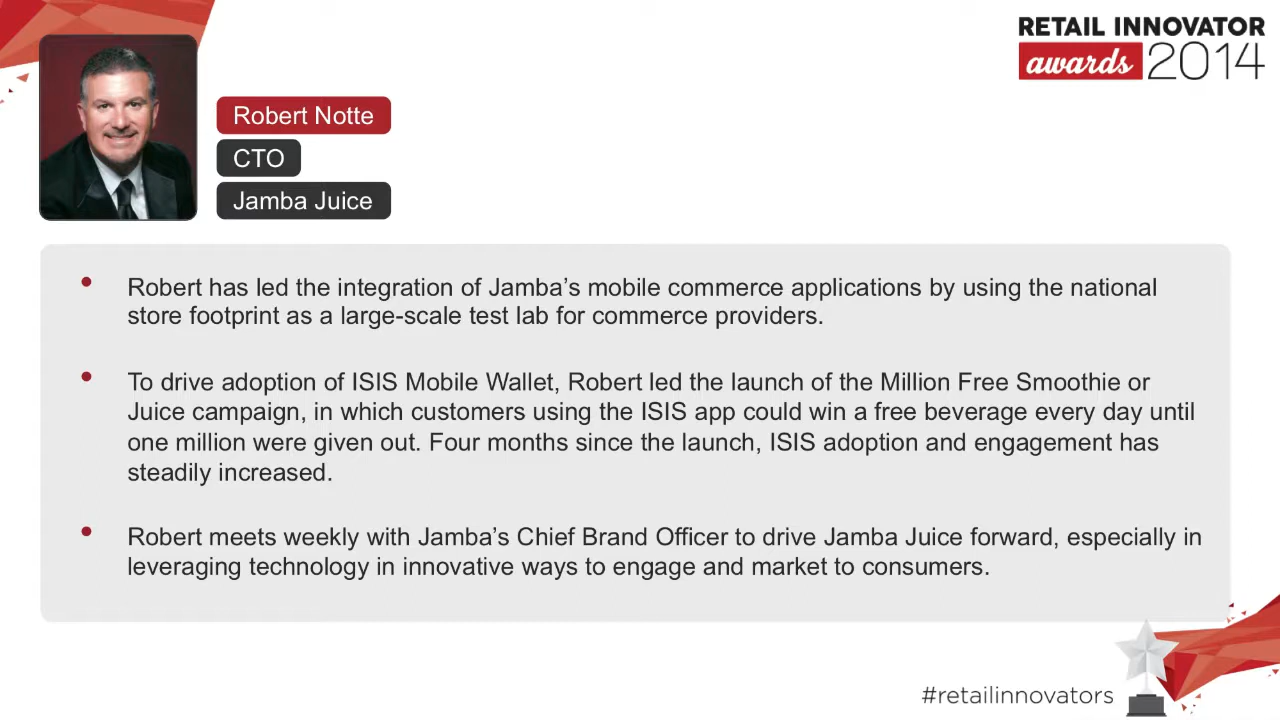 RETAIL INNOVATOR
awards 2014
Robert Notte
CTO
Jamba Juice
• Robert has led the integration of Jamba’s mobile commerce applications by using the national
store footprint as a large-scale test lab for commerce providers.
• To drive adoption of ISIS Mobile Wallet, Robert led the launch of the Million Free Smoothie or
Juice campaign, in which customers using the ISIS app could win a free beverage every day until
one million were given out. Four months since the launch, ISIS adoption and engagement has
steadily increased.
• Robert meets weekly with Jamba’s Chief Brand Officer to drive Jamba Juice forward, especially in
leveraging technology in innovative ways to engage and market to consumers.
#retailinnovators